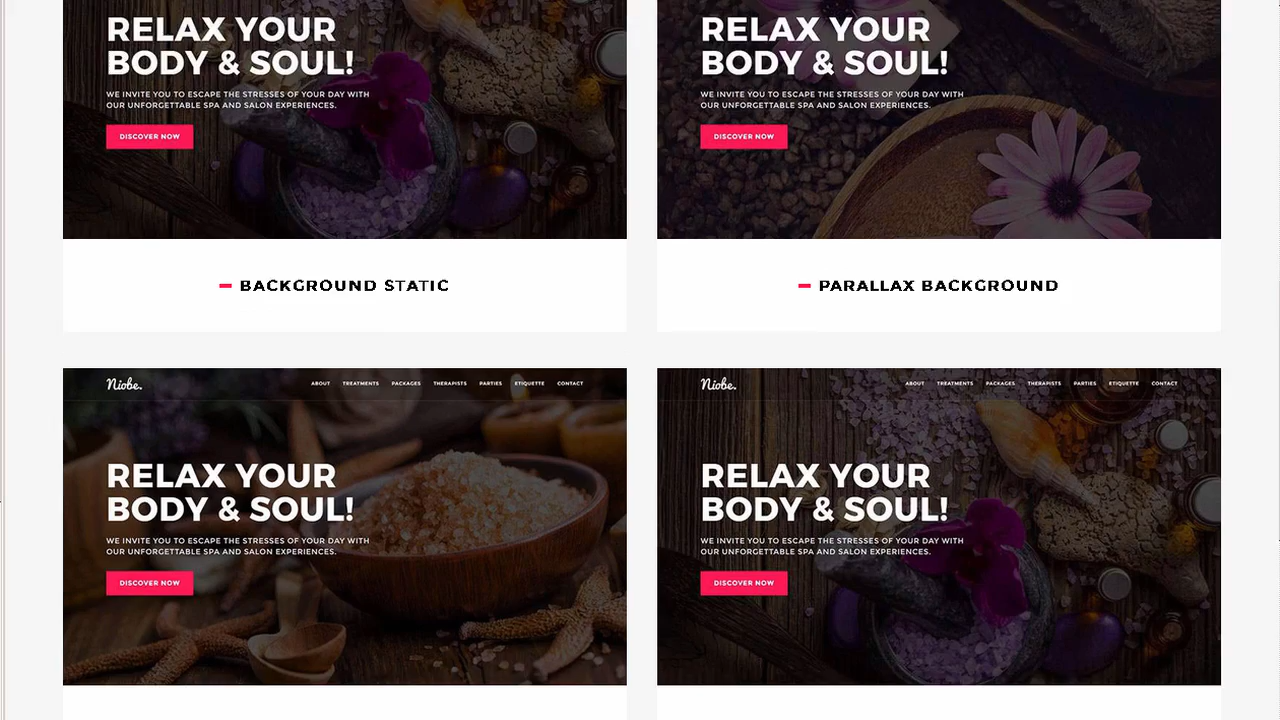 RELAX YOUR
BODY & SOUL!
WE INVITE YOU TO ESCAPE THE STRESSES OF YOUR DAY WITH
OUR UNFORGETTABLE SPA AND SALON EXPERIENCES.
DISCOVER NOW
BACKGROUND STATIC
RELAX YOUR
BODY & SOUL!
WE INVITE YOU TO ESCAPE THE STRESSES OF YOUR DAY WITH
OUR UNFORGETTABLE SPA AND SALON EXPERIENCES.
DISCOVER NOW
PARALLAX BACKGROUND
Niobe.
ABOUT TREATMENTS PACKAGES THERAPISTS PARTIES ETIQUETTE CONTACT
RELAX YOUR
BODY & SOUL!
WE INVITE YOU TO ESCAPE THE STRESSES OF YOUR DAY WITH
OUR UNFORGETTABLE SPA AND SALON EXPERIENCES.
DISCOVER NOW
Niobe.
ABOUT TREATMENTS PACKAGES THERAPISTS PARTIES ETIQUETTE CONTACT
RELAX YOUR
BODY & SOUL!
WE INVITE YOU TO ESCAPE THE STRESSES OF YOUR DAY WITH
OUR UNFORGETTABLE SPA AND SALON EXPERIENCES.
DISCOVER NOW